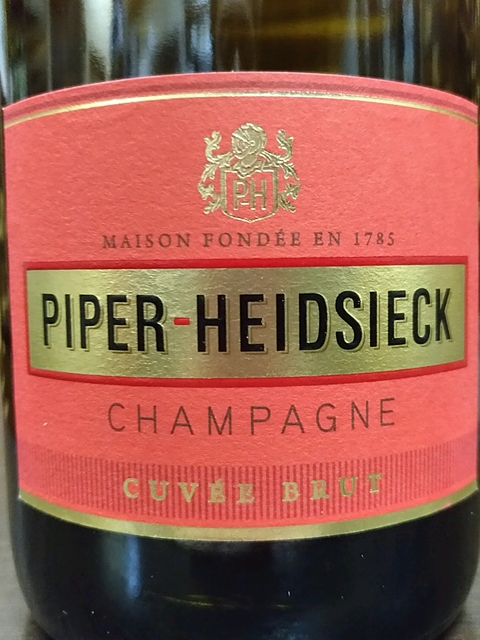 PH
MAISON FONDÉE EN 1785
PIPER-HEIDSIECK
CHAMPAGNE
CUVÉE BRUT